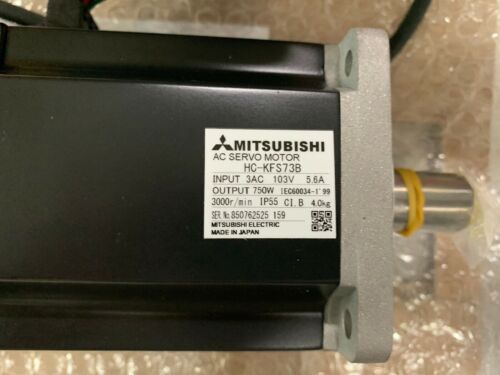 MITSUBISHI
AC SERVO MOTOR
HC-KFS73B
INPUT 3AC 103V 5.6A
OUTPUT 750W IEC60034-1'99
3000r/min IP55 CI.B 4.0kg
SER.No.850762525 159
MITSUBISHI ELECTRIC
MADE IN JAPAN